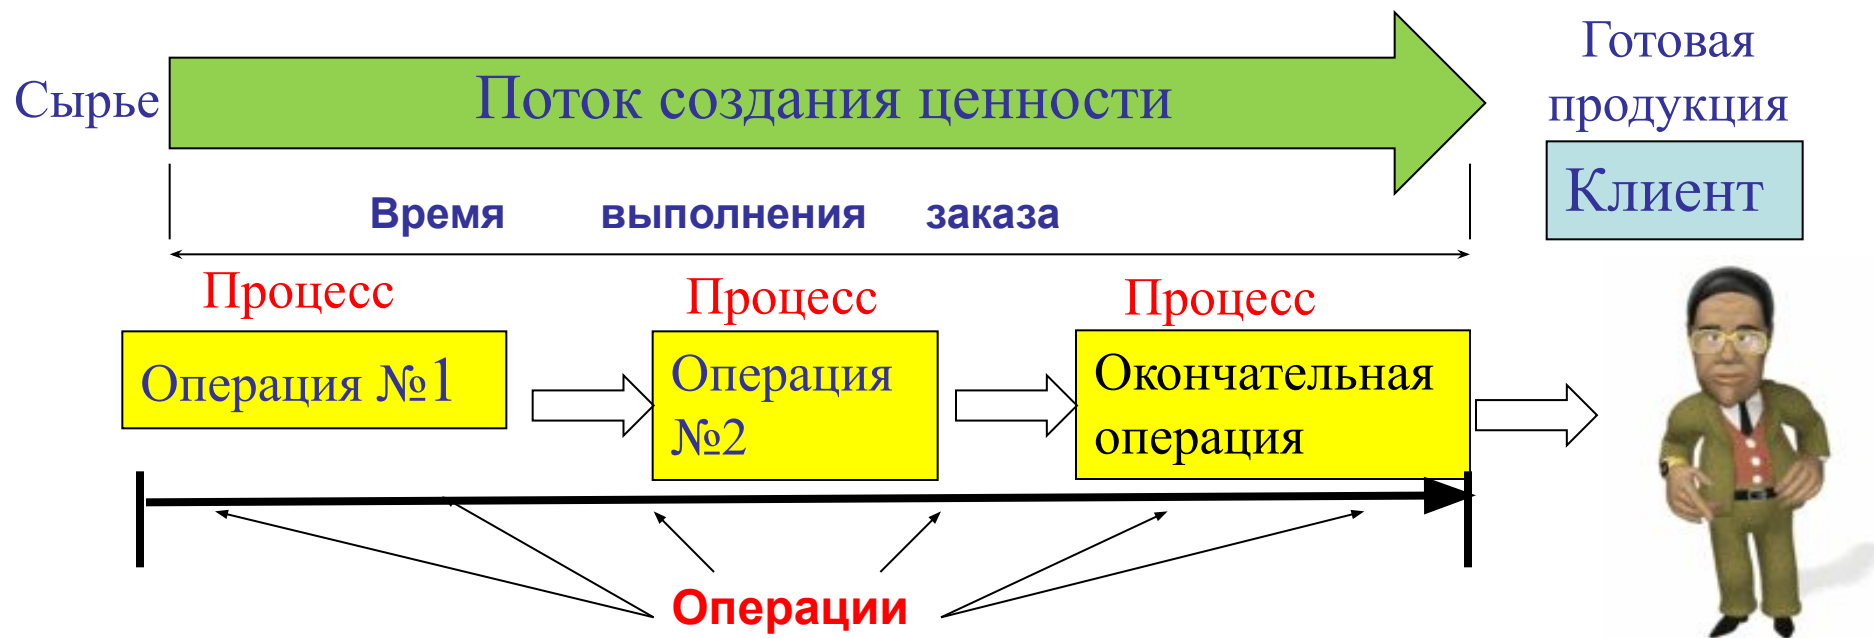 Готовая
продукция
Сырье
Поток создания ценности
Клиент
Время выполнения заказа
Процесс
Процесс
Процесс
Операция №1
Операция
№2
Окончательная
операция
Операции